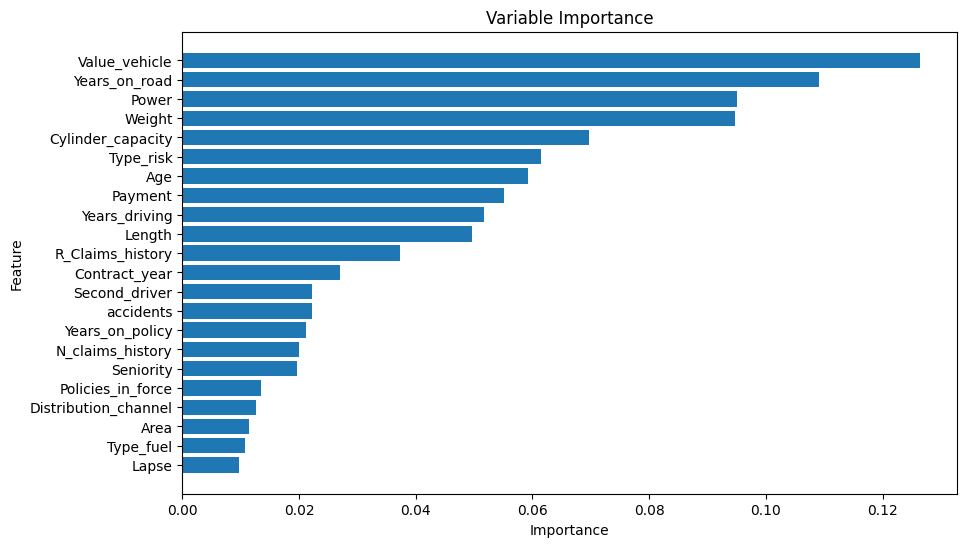 Variable Importance
Feature
Value_vehicle
Years_on_road
Power
Weight
Cylinder_capacity
Type_risk
Age
Payment
Years_driving
Length
R_Claims_history
Contract_year
Second_driver
accidents
Years_on_policy
N_claims_history
Seniority
Policies_in_force
Distribution_channel
Area
Type_fuel
Lapse
0.00 0.02 0.04 0.06 0.08 0.10 0.12
Importance